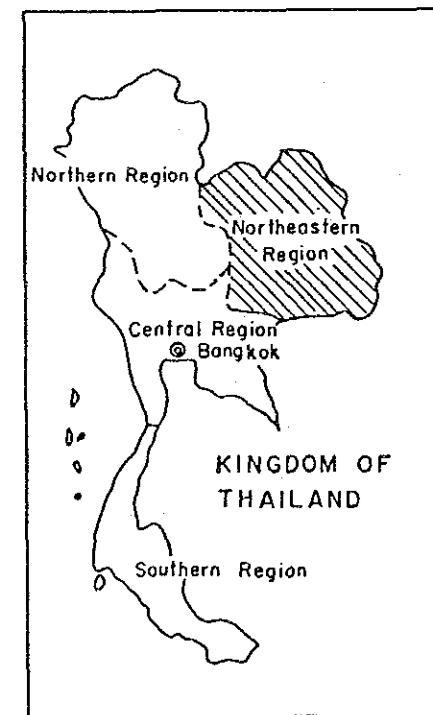 Northern Region
Northeastern
Region
Central Region
Bangkok
KINGDOM OF
THAILAND
Southern Region